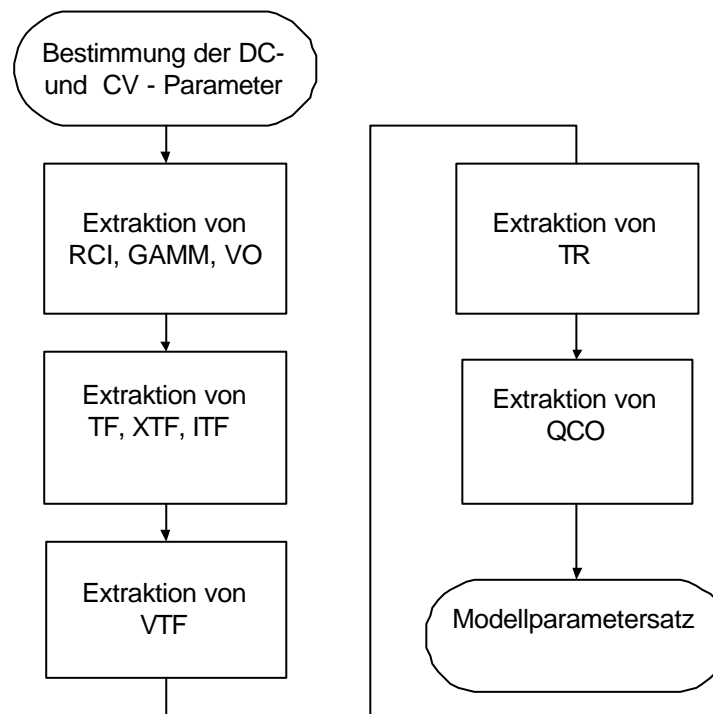 Bestimmung der DC-
und CV - Parameter
Extraktion von
RCI, GAMM, VO
Extraktion von
TF, XTF, ITF
Extraktion von
VTF
Extraktion von
TR
Extraktion von
QCO
Modellparametersatz